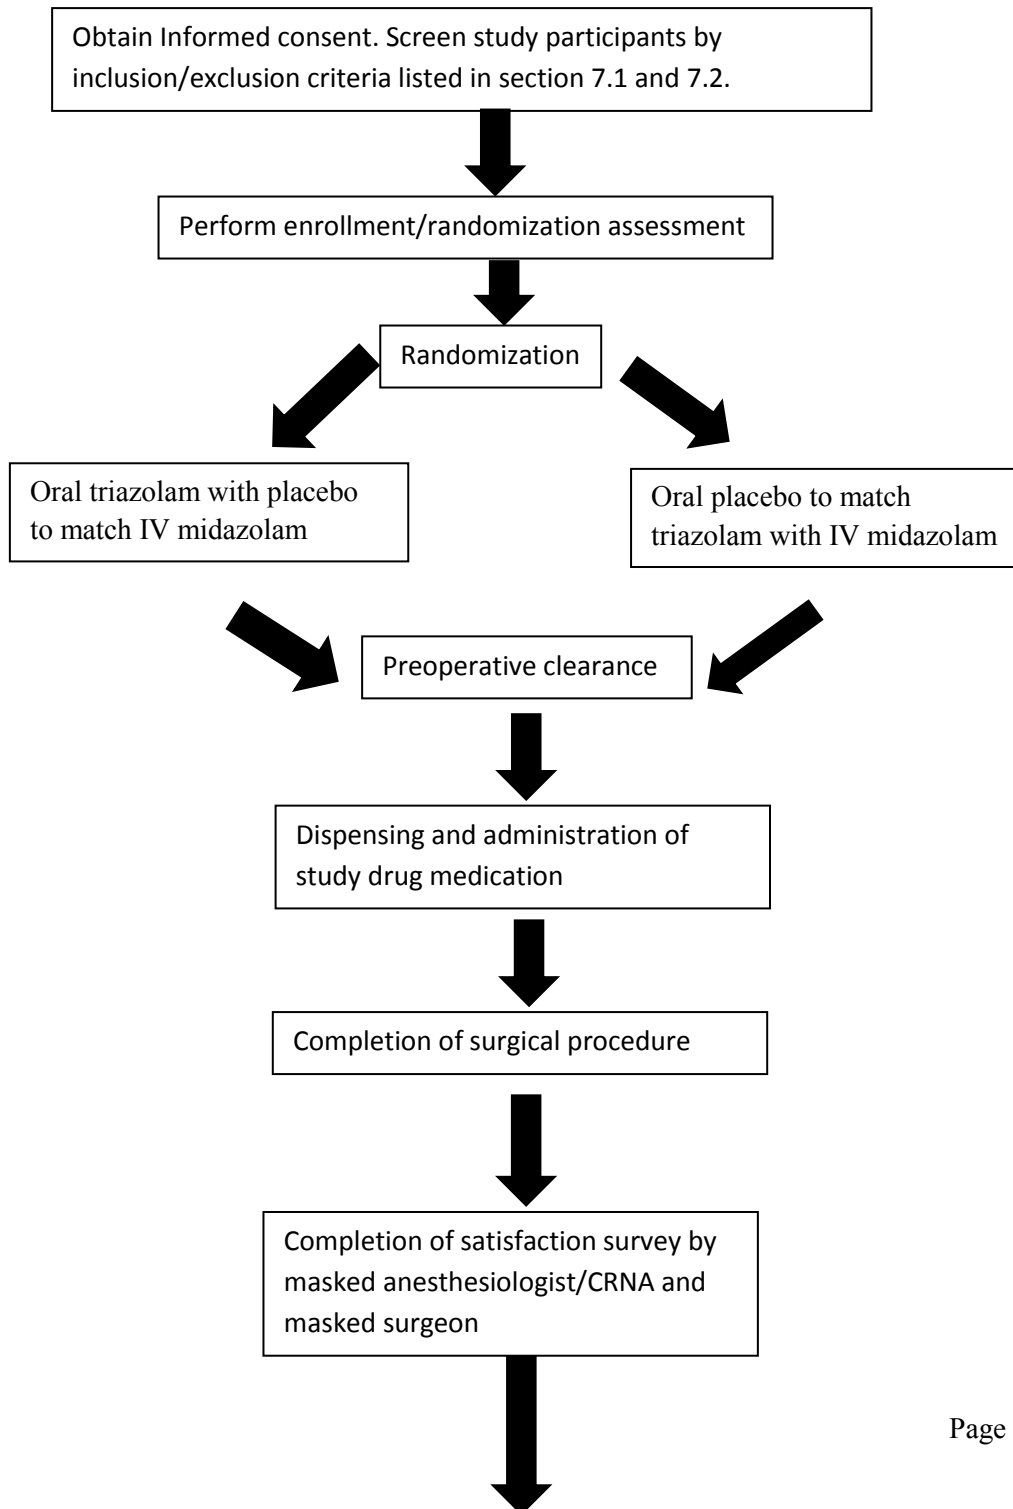 Obtain Informed consent. Screen study participants by
inclusion/exclusion criteria listed in section 7.1 and 7.2.
Perform enrollment/randomization assessment
Randomization
Oral triazolam with placebo
to match IV midazolam
Oral placebo to match
triazolam with IV midazolam
Preoperative clearance
Dispensing and administration of
study drug medication
Completion of surgical procedure
Completion of satisfaction survey by
masked anesthesiologist/CRNA and
masked surgeon
Page